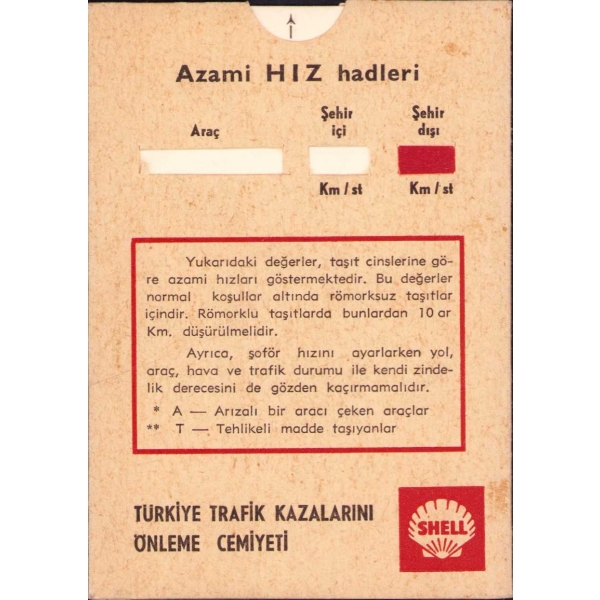 Azami HIZ hadleri
Araç Şehir içi Şehir dışı
Km / st Km / st
Yukarıdaki değerler, taşıt cinslerine gö-
re azami hızları göstermektedir. Bu değerler
normal koşullar altında römorksuz taşıtlar
içindir. Römorklu taşıtlarda bunlardan 10 ar
Km. düşürülmelidir.
Ayrıca, şoför hızını ayarlarken yol,
araç, hava ve trafik durumu ile kendi zinde-
lik derecesini de gözden kaçırmamalıdır.
* A — Arızalı bir aracı çeken araçlar
** T — Tehlikeli madde taşıyanlar
TÜRKİYE TRAFİK KAZALARINI
ÖNLEME CEMİYETİ
SHELL